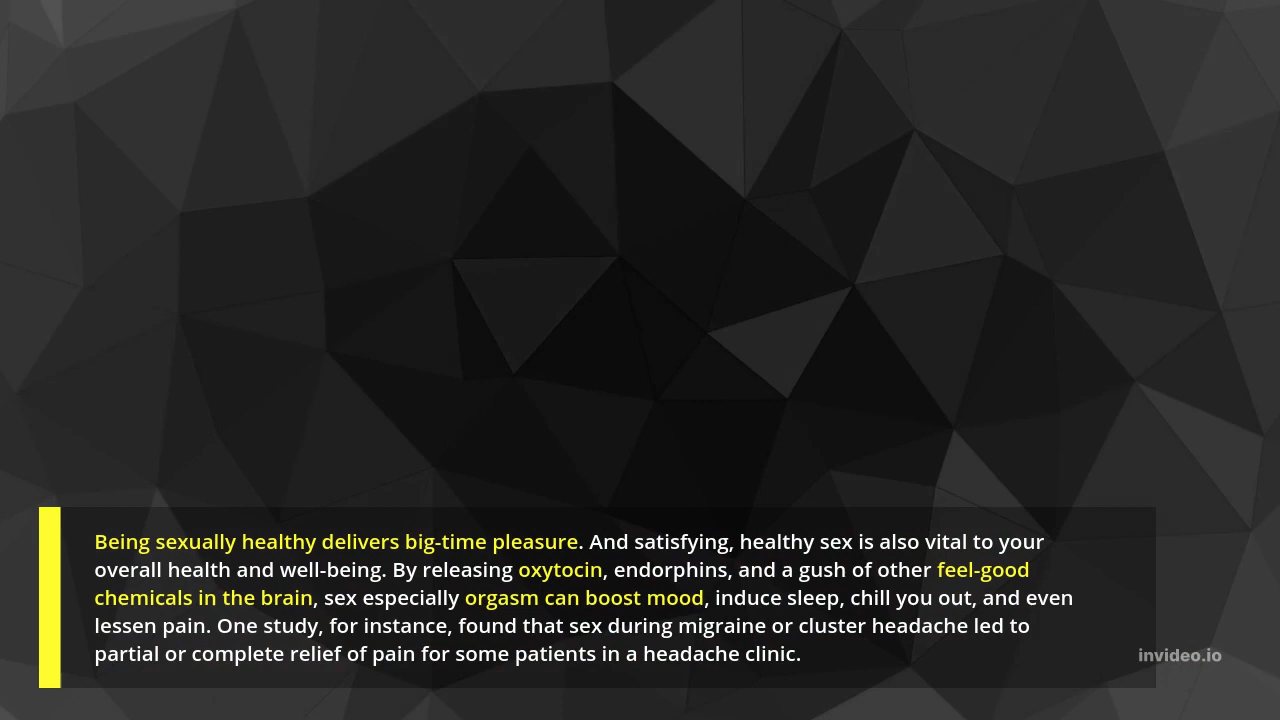 Being sexually healthy delivers big-time pleasure. And satisfying, healthy sex is also vital to your
overall health and well-being. By releasing oxytocin, endorphins, and a gush of other feel-good
chemicals in the brain, sex especially orgasm can boost mood, induce sleep, chill you out, and even
lessen pain. One study, for instance, found that sex during migraine or cluster headache led to
partial or complete relief of pain for some patients in a headache clinic.
invideo.io